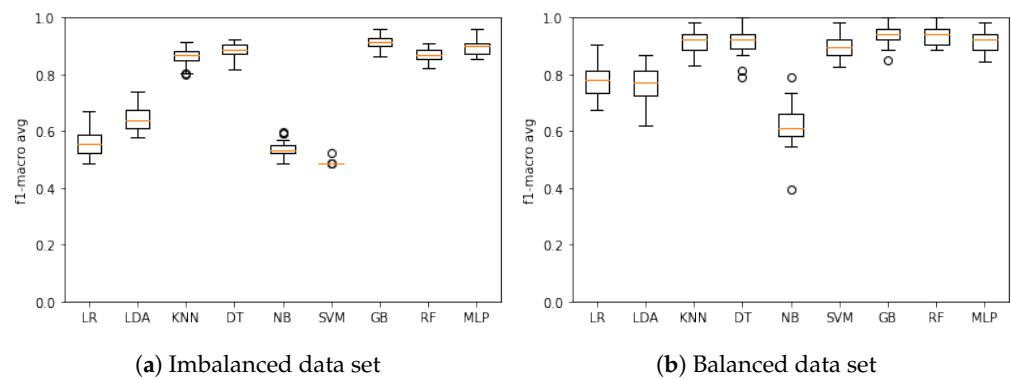 1.0
0.8
0.6
0.4
0.2
0.0
f1-macro avg
LR LDA KNN DT NB SVM GB RF MLP
(a) Imbalanced data set
1.0
0.8
0.6
0.4
0.2
0.0
f1-macro avg
LR LDA KNN DT NB SVM GB RF MLP
(b) Balanced data set